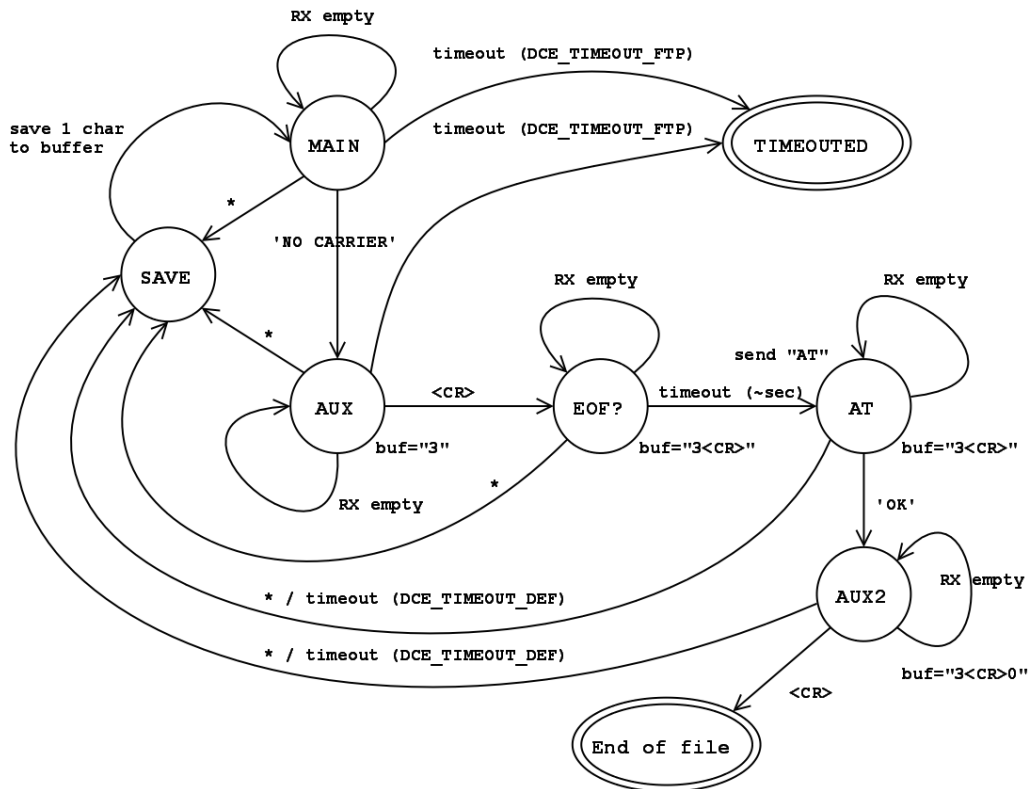 RX empty
timeout (DCE_TIMEOUT_FTP)
save 1 char
to buffer
timeout (DCE_TIMEOUT_FTP)
MAIN
TIMEOUTED
*
'NO CARRIER'
SAVE
RX empty
RX empty
*
send "AT"
<CR>
timeout (~sec)
AUX
EOF?
AT
buf="3"
buf="3<CR>"
buf="3<CR>"
*
RX empty
'OK'
RX empty
* / timeout (DCE_TIMEOUT_DEF)
AUX2
* / timeout (DCE_TIMEOUT_DEF)
buf="3<CR>0"
<CR>
End of file